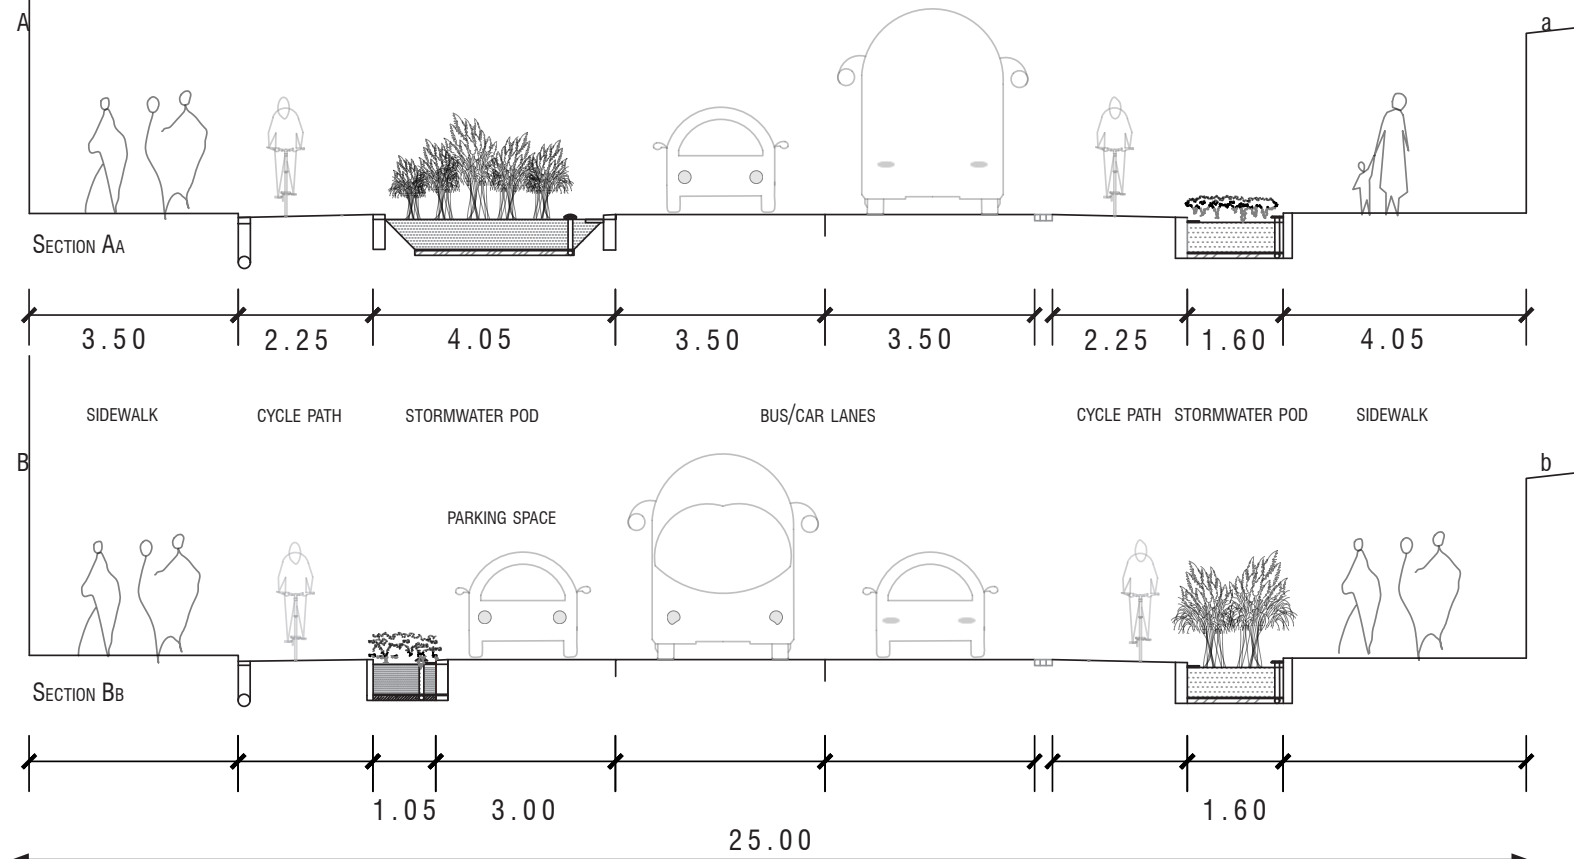 A a
SECTION AA
3.50 2.25 4.05 3.50 3.50 2.25 1.60 4.05
SIDEWALK CYCLE PATH STORMWATER POD BUS/CAR LANES CYCLE PATH STORMWATER POD SIDEWALK
B b
PARKING SPACE
SECTION BB
1.05 3.00 1.60
25.00